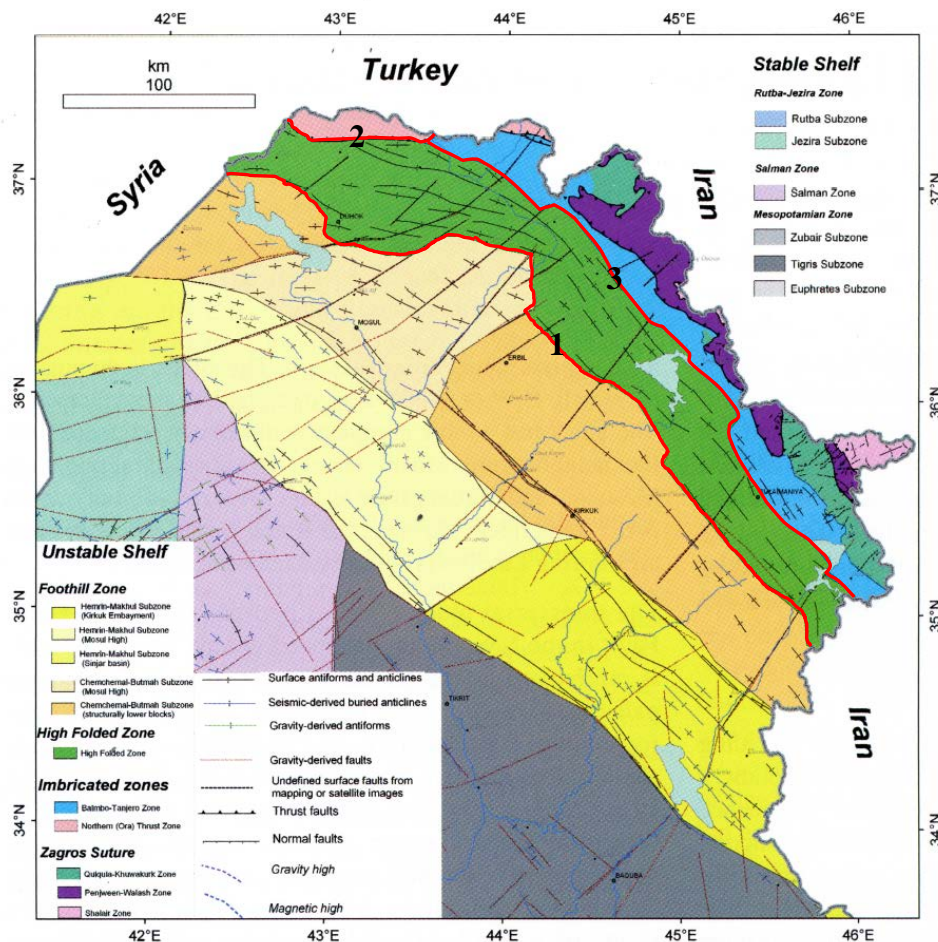 42°E 43°E 44°E 45°E 46°E
km
100
Turkey
Syria
Iran
Iran
37°N
36°N
35°N
34°N
37°N
36°N
35°N
34°N
2
3
1
DOHOK
MOSUL
ERBIL
KIRKUK
SULAIMANIYA
TIKRIT
BAQUBA
Stable Shelf
Rutba-Jezira Zone
Rutba Subzone
Jezira Subzone
Salman Zone
Salman Zone
Mesopotamian Zone
Zubair Subzone
Tigris Subzone
Euphrates Subzone
Unstable Shelf
Foothill Zone
Hemrin-Makhul Subzone
(Kirkuk Embayment)
Hemrin-Makhul Subzone
(Mosul High)
Hemrin-Makhul Subzone
(Sinjar basin)
Chemchemal-Butmah Subzone
(Mosul High)
Chemchemal-Butmah Subzone
(structurally lower blocks)
High Folded Zone
High Folded Zone
Imbricated zones
Balmbo-Tanjero Zone
Northern (Ora) Thrust Zone
Zagros Suture
Qulqula-Khuwakurk Zone
Penjween-Walash Zone
Shalair Zone
Surface antiforms and anticlines
Seismic-derived buried anticlines
Gravity-derived antiforms
Gravity-derived faults
Undefined surface faults from
mapping or satellite images
Thrust faults
Normal faults
Gravity high
Magnetic high
42°E 43°E 44°E 45°E 46°E